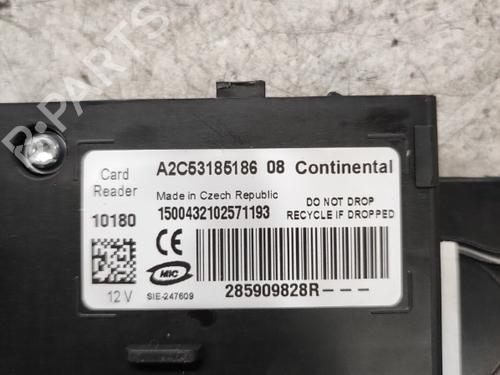 B-PARTS
Card Reader
A2C53185186 08 Continental
Made in Czech Republic
10180
1500432102571193
DO NOT DROP
RECYCLE IF DROPPED
CE
MIC
12 V
SIE-247609
285909828R---